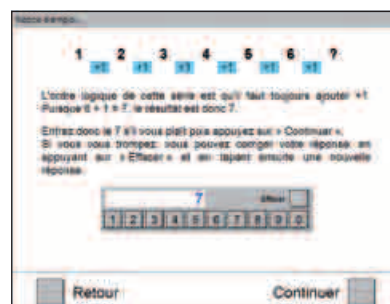 1 2 3 4 5 6 ?
+1 +1 +1 +1 +1 +1
L'ordre logique de cette série est qu'il faut toujours ajouter +1.
Puisque 6 + 1 = 7, le résultat est donc 7.
Entrez donc le 7 s'il vous plaît puis appuyez sur « Continuer ».
Si vous vous trompez, vous pouvez corriger votre réponse en
appuyant sur « Effacer » et en tapant ensuite une nouvelle
réponse.
7 Effacer
1 2 3 4 5 6 7 8 9 0
Retour Continuer